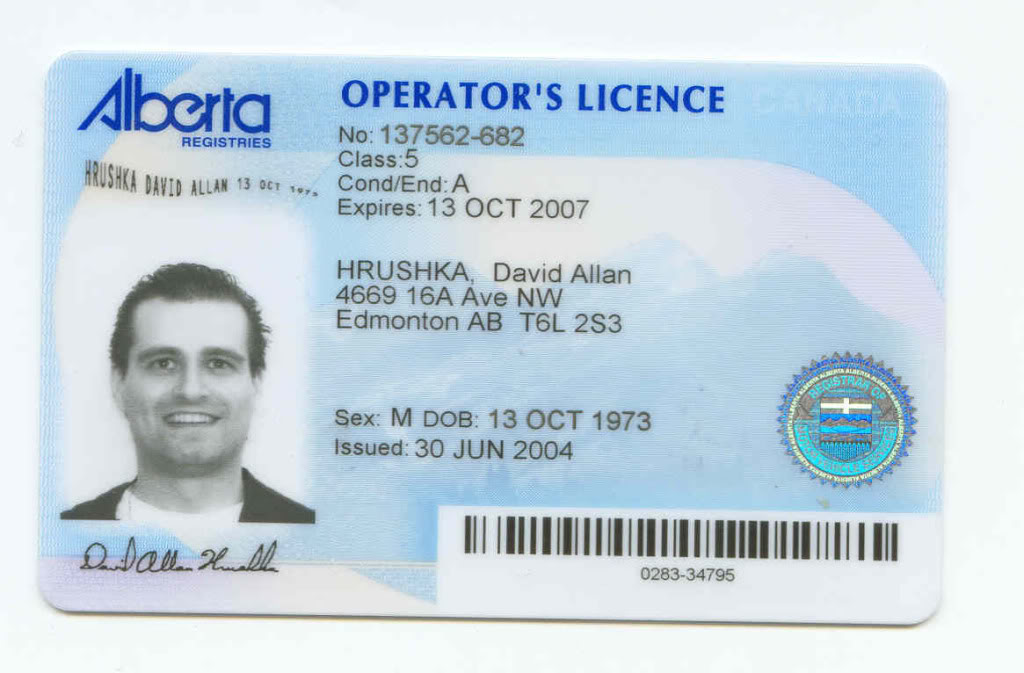 Alberta
REGISTRIES
OPERATOR'S LICENCE
CANADA
No: 137562-682
Class:5
Cond/End: A
Expires: 13 OCT 2007
HRUSHKA DAVID ALLAN 13 OCT 1973
HRUSHKA, David Allan
4669 16A Ave NW
Edmonton AB T6L 2S3
Sex: M DOB: 13 OCT 1973
Issued: 30 JUN 2004
REGISTRAR OF
David Allan Hrushka
0283-34795